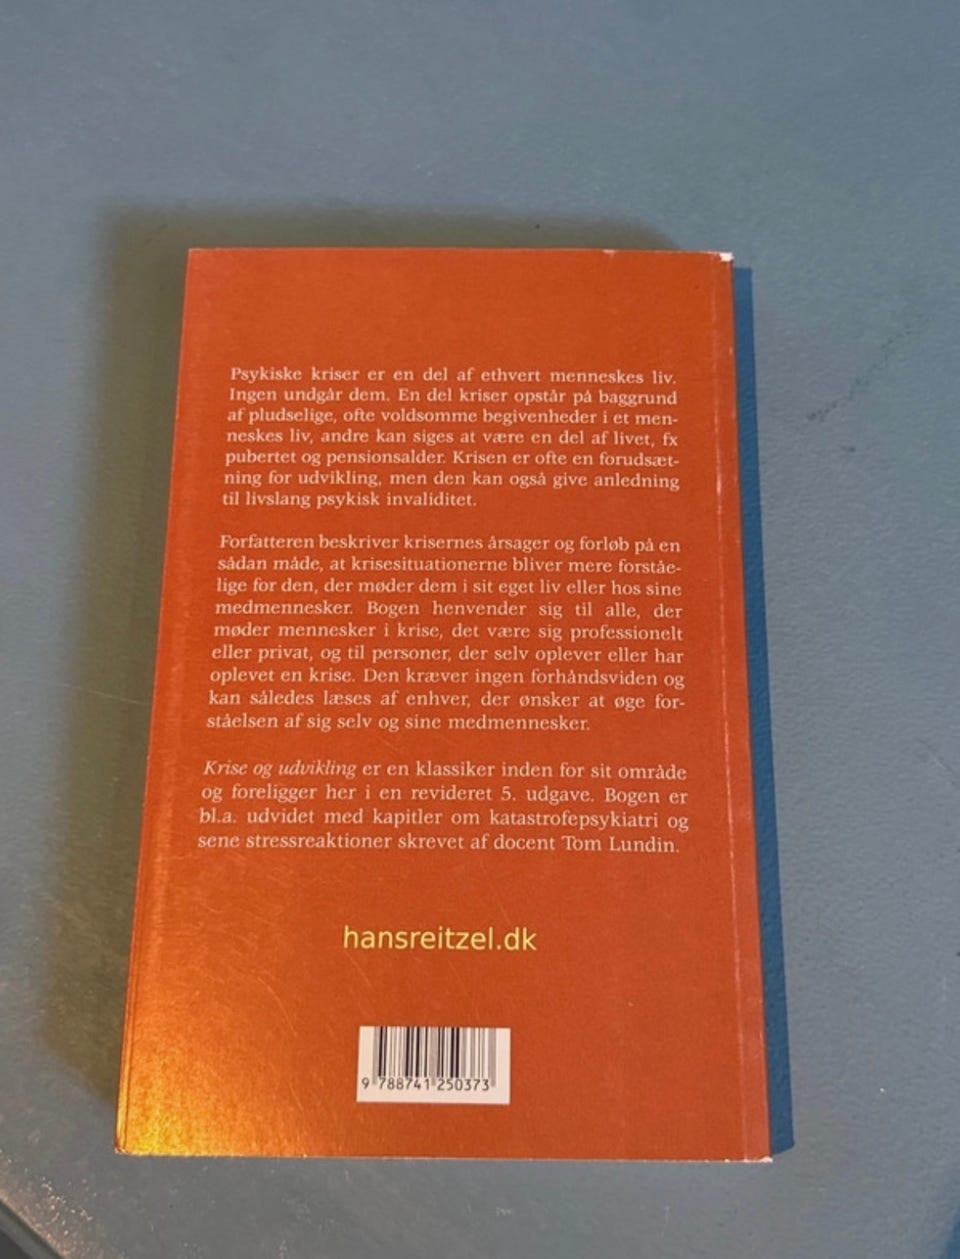 Psykiske kriser er en del af ethvert menneskes liv.
Ingen undgår dem. En del kriser opstår på baggrund
af pludselige, ofte voldsomme begivenheder i et men-
neskes liv, andre kan siges at være en del af livet, fx
pubertet og pensionsalder. Krisen er ofte en forudsæt-
ning for udvikling, men den kan også give anledning
til livslang psykisk invaliditet.
Forfatteren beskriver krisernes årsager og forløb på en
sådan måde, at krisesituationerne bliver mere forståe-
lige for den, der møder dem i sit eget liv eller hos sine
medmennesker. Bogen henvender sig til alle, der
møder mennesker i krise, det være sig professionelt
eller privat, og til personer, der selv oplever eller har
oplevet en krise. Den kræver ingen forhåndsviden og
kan således læses af enhver, der ønsker at øge for-
ståelsen af sig selv og sine medmennesker.
Krise og udvikling er en klassiker inden for sit område
og foreligger her i en revideret 5. udgave. Bogen er
bl.a. udvidet med kapitler om katastrofepsykiatri og
sene stressreaktioner skrevet af docent Tom Lundin.
hansreitzel.dk
9 788741 250373